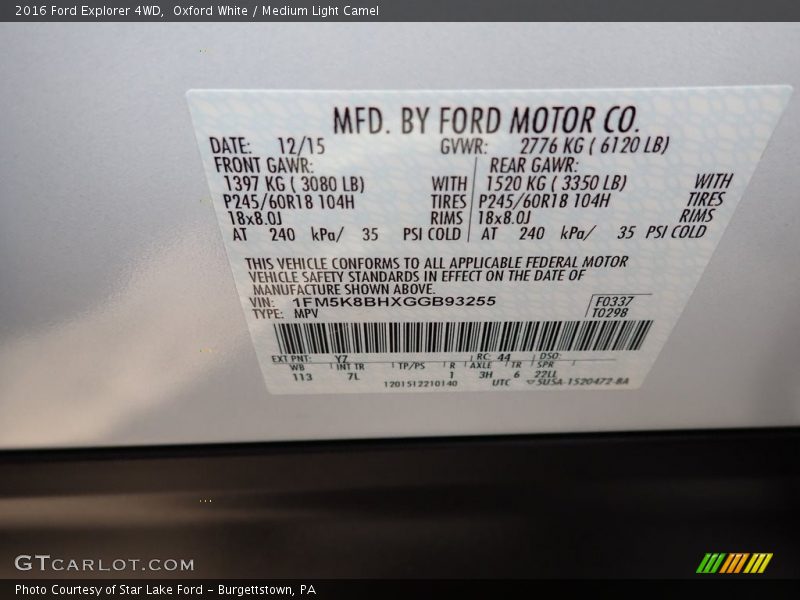 2016 Ford Explorer 4WD,  Oxford White / Medium Light Camel
MFD. BY FORD MOTOR CO.
DATE: 12/15 GVWR: 2776 KG ( 6120 LB)
FRONT GAWR: REAR GAWR:
1397 KG ( 3080 LB) WITH 1520 KG ( 3350 LB) WITH
P245/60R18 104H TIRES P245/60R18 104H TIRES
18x8.0J RIMS 18x8.0J RIMS
AT 240 kPa/ 35 PSI COLD AT 240 kPa/ 35 PSI COLD
THIS VEHICLE CONFORMS TO ALL APPLICABLE FEDERAL MOTOR
VEHICLE SAFETY STANDARDS IN EFFECT ON THE DATE OF
MANUFACTURE SHOWN ABOVE.
VIN: 1FM5K8BHXGGB93255 F0337
TYPE: MPV T0298
EXT PNT: YZ RC: 44 DSO:
WB INT TR TP/PS R AXLE TR SPR
113 7L 1 3H 6 22LL
1201512210140 UTC 5USA-1520472-BA
GTCARLOT.COM
Photo Courtesy of Star Lake Ford - Burgettstown, PA